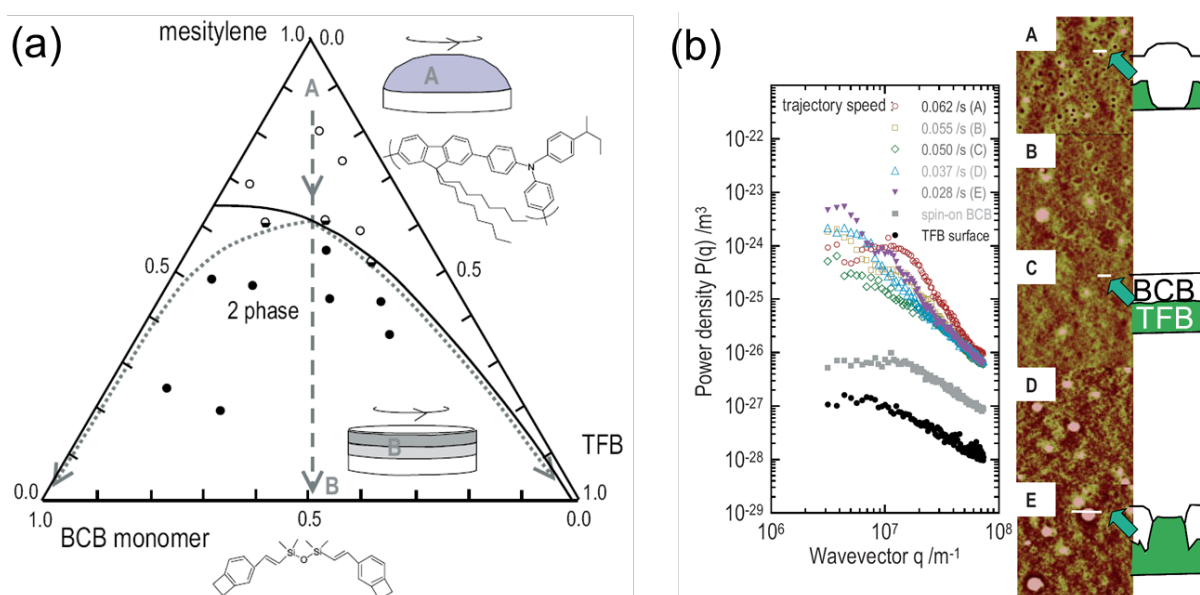 (a)
mesitylene
1.0
0.0
A
A
N
0.5
0.5
2 phase
B
TFB
0.0
B
1.0
1.0
0.5
0.0
BCB monomer
Si
O
Si
(b)
trajectory speed :
0.062 /s (A)
0.055 /s (B)
0.050 /s (C)
0.037 /s (D)
0.028 /s (E)
spin-on BCB
TFB surface
Power density P(q) /m³
10⁻²²
10⁻²³
10⁻²⁴
10⁻²⁵
10⁻²⁶
10⁻²⁷
10⁻²⁸
10⁻²⁹
10⁶
10⁷
10⁸
Wavevector q /m⁻¹
A
B
C
BCB
TFB
D
E